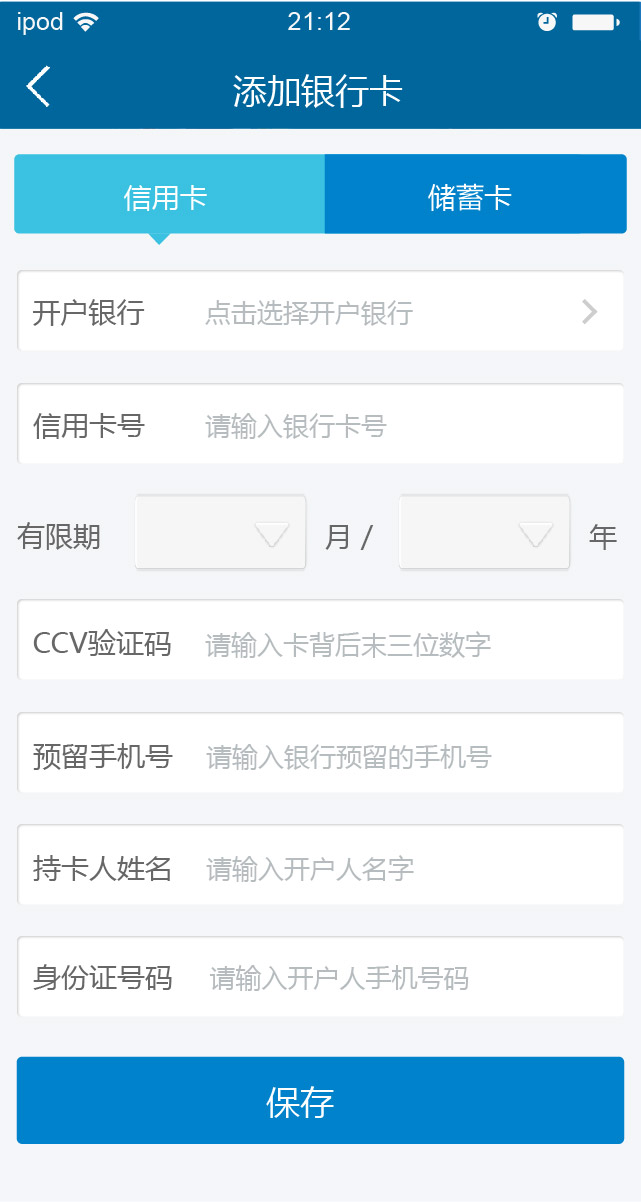 ipod 21:12
添加银行卡
信用卡 储蓄卡
开户银行 点击选择开户银行
信用卡号 请输入银行卡号
有限期 月 / 年
CCV验证码 请输入卡背后末三位数字
预留手机号 请输入银行预留的手机号
持卡人姓名 请输入开户人名字
身份证号码 请输入开户人手机号码
保存